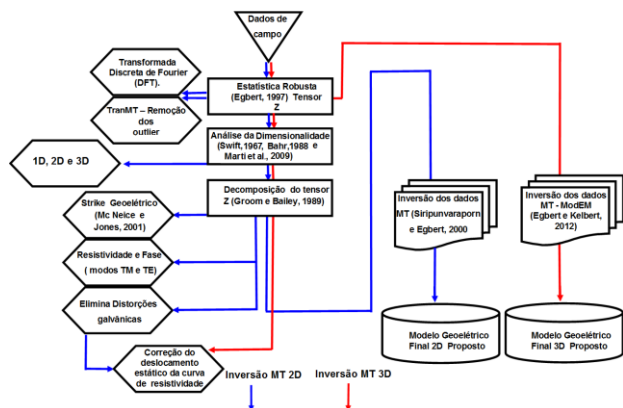 Dados de
campo
Transformada
Discreta de Fourier
(DFT).
Estatística Robusta
(Egbert, 1997) Tensor
Z
TranMT – Remoção
dos
outlier
Análise da Dimensionalidade
(Swift,1967, Bahr,1988 e
Marti et al., 2009)
1D, 2D e 3D
Decomposição do tensor
Z (Groom e Bailey, 1989)
Strike Geoelétrico
(Mc Neice e
Jones, 2001)
Resistividade e Fase
( modos TM e TE)
Elimina Distorções
galvânicas
Correção do
deslocamento
estático da curva
de resistividade
Inversão dos dados
MT (Siripunvaraporn
e Egbert, 2000
Inversão dos dados
MT - ModEM
(Egbert e Kelbert,
2012)
Modelo Geoelétrico
Final 2D Proposto
Modelo Geoelétrico
Final 3D Proposto
Inversão MT 2D
Inversão MT 3D